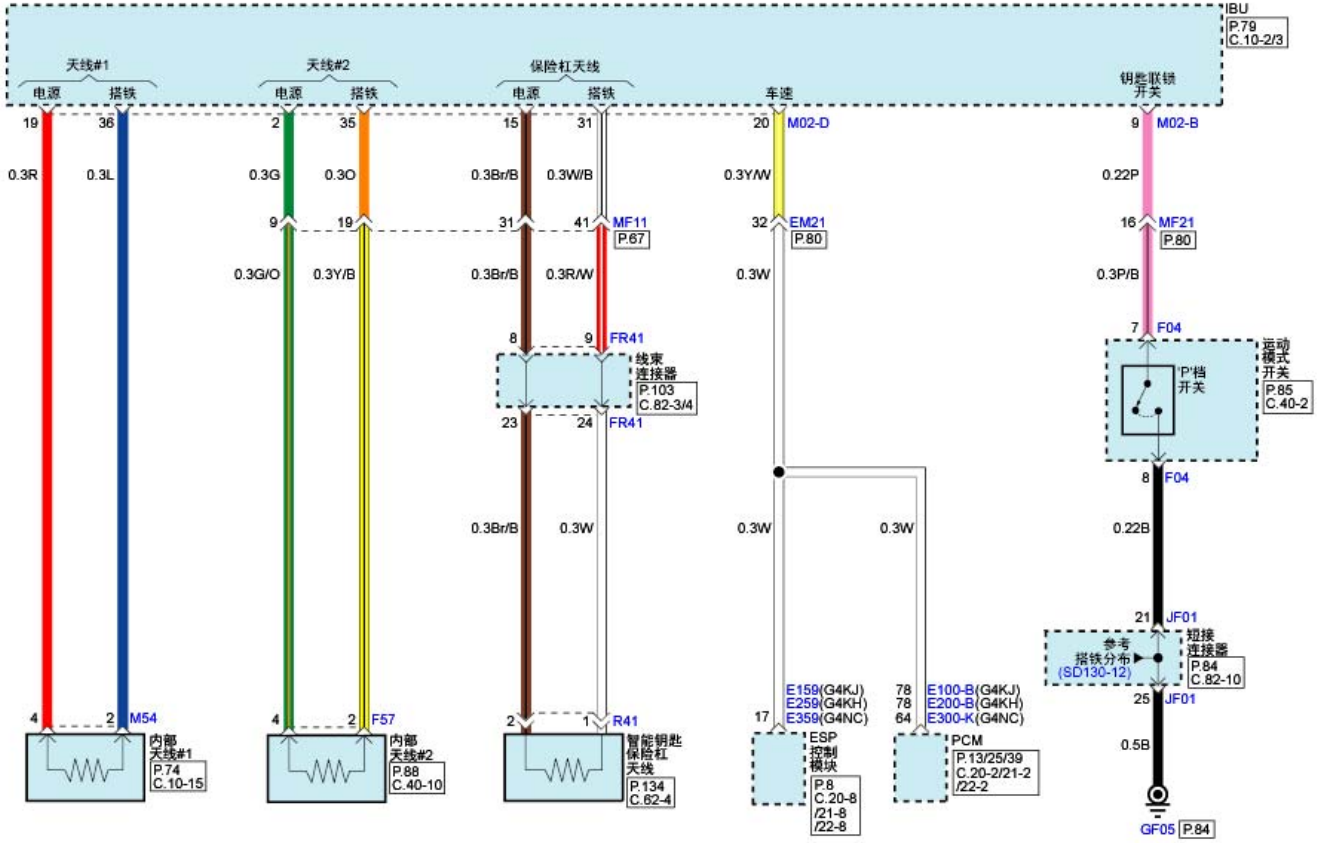 IBU
P.79
C.10-2/3
天线#1
天线#2
保险杠天线
钥匙联锁
开关
电源
搭铁
电源
搭铁
电源
搭铁
车速
19
36
2
35
15
31
20
M02-D
9
M02-B
0.3R
0.3L
0.3G
0.3O
0.3Br/B
0.3W/B
0.3Y/W
0.22P
9
19
31
41
MF11
P.67
32
EM21
P.80
16
MF21
P.80
0.3G/O
0.3Y/B
0.3Br/B
0.3R/W
0.3W
0.3P/B
8
9
FR41
7
F04
线束
连接器
P.103
C.82-3/4
'P'档
开关
运动
模式
开关
P.85
C.40-2
23
24
FR41
8
F04
0.3Br/B
0.3W
0.3W
0.3W
0.22B
21
JF01
参考
搭铁分布
(SD130-12)
短接
连接器
P.84
C.82-10
25
JF01
4
2
M54
4
2
F57
2
1
R41
17
E159(G4KJ)
E259(G4KH)
E359(G4NC)
78
E100-B(G4KJ)
78
E200-B(G4KH)
64
E300-K(G4NC)
0.5B
内部
天线#1
P.74
C.10-15
内部
天线#2
P.88
C.40-10
智能钥匙
保险杠
天线
P.134
C.62-4
ESP
控制
模块
P.8
C.20-8
/21-8
/22-8
PCM
P.13/25/39
C.20-2/21-2
/22-2
GF05
P.84